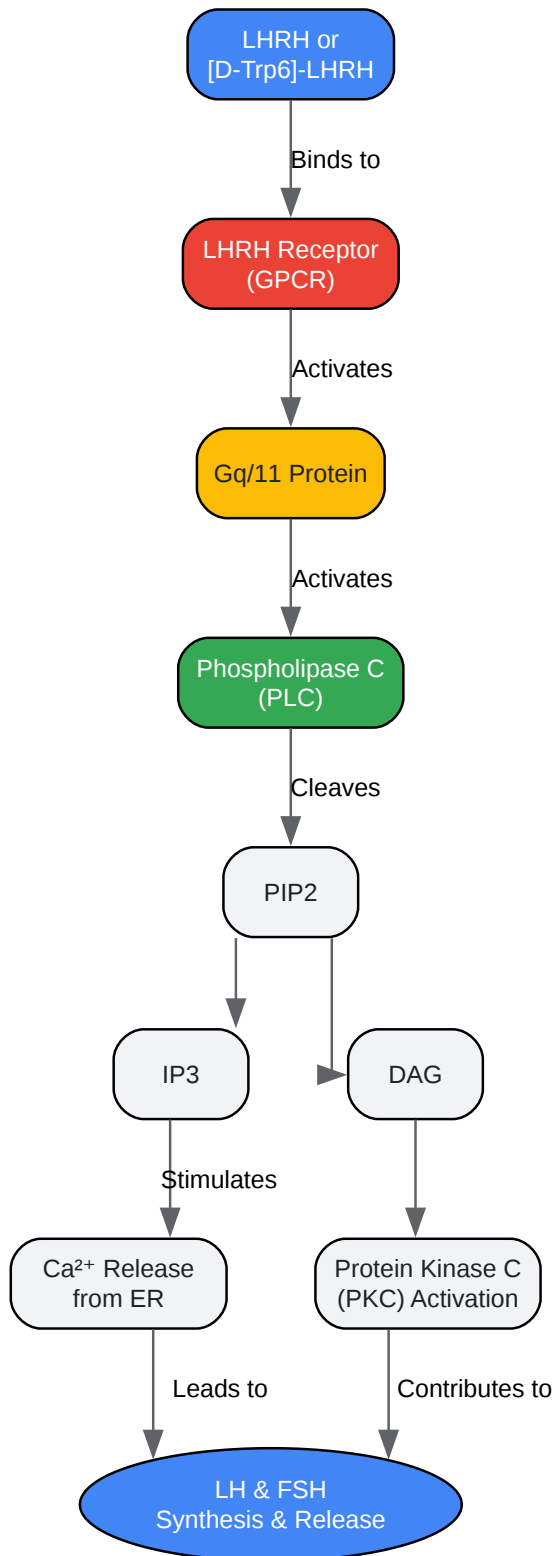 LHRH or
[D-Trp6]-LHRH
Binds to
LHRH Receptor
(GPCR)
Activates
Gq/11 Protein
Activates
Phospholipase C
(PLC)
Cleaves
PIP2
IP3
DAG
Stimulates
Ca²⁺ Release
from ER
Protein Kinase C
(PKC) Activation
Leads to
Contributes to
LH & FSH
Synthesis & Release